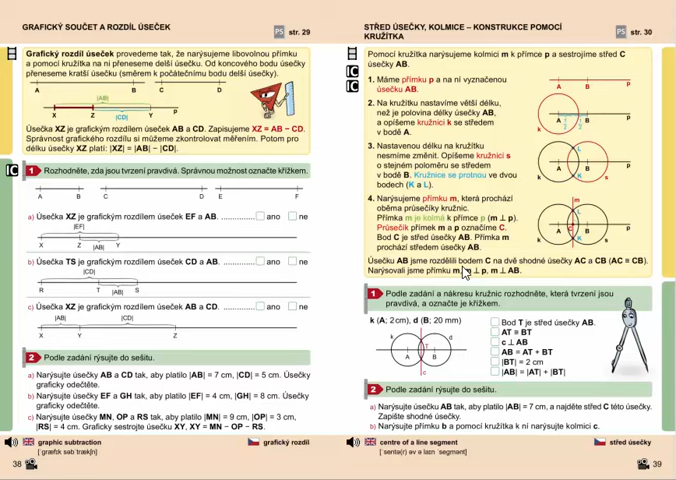 GRAFICKÝ SOUČET A ROZDÍL ÚSEČEK
PS str. 29
Grafický rozdíl úseček provedeme tak, že narýsujeme libovolnou přímku
a pomocí kružítka na ni přeneseme delší úsečku. Od koncového bodu úsečky
přeneseme kratší úsečku (směrem k počátečnímu bodu delší úsečky).
A B C D
|AB|
X Z Y p
|CD|
Úsečka XZ je grafickým rozdílem úseček AB a CD. Zapisujeme XZ = AB − CD.
Správnost grafického rozdílu si můžeme zkontrolovat měřením. Potom pro
délku úsečky XZ platí: |XZ| = |AB| − |CD|.
1 Rozhodněte, zda jsou tvrzení pravdivá. Správnou možnost označte křížkem.
A B C D E F
a) Úsečka XZ je grafickým rozdílem úseček EF a AB. ............... ano ne
|EF|
X Z Y
|AB|
b) Úsečka TS je grafickým rozdílem úseček CD a AB. ............... ano ne
|CD|
R T S
|AB|
c) Úsečka XZ je grafickým rozdílem úseček AB a CD. ............... ano ne
|AB| |CD|
X Y Z
2 Podle zadání rýsujte do sešitu.
a) Narýsujte úsečky AB a CD tak, aby platilo |AB| = 7 cm, |CD| = 5 cm. Úsečky
graficky odečtěte.
b) Narýsujte úsečky EF a GH tak, aby platilo |EF| = 4 cm, |GH| = 8 cm. Úsečky
graficky odečtěte.
c) Narýsujte úsečky MN, OP a RS tak, aby platilo |MN| = 9 cm, |OP| = 3 cm,
|RS| = 4 cm. Graficky sestrojte úsečku XY, XY = MN − OP − RS.
graphic subtraction
grafický rozdíl
38
STŘED ÚSEČKY, KOLMICE – KONSTRUKCE POMOCÍ
KRUŽÍTKA
PS str. 30
Pomocí kružítka narýsujeme kolmici m k přímce p a sestrojíme střed C
úsečky AB.
1. Máme přímku p a na ní vyznačenou
úsečku AB.
A B p
2. Na kružítku nastavíme větší délku,
než je polovina délky úsečky AB,
a opíšeme kružnici k se středem
v bodě A.
A B p
k
3. Nastavenou délku na kružítku
nesmíme změnit. Opíšeme kružnici s
o stejném poloměru se středem
v bodě B. Kružnice se protnou ve dvou
bodech (K a L).
L
A B p
k K s
4. Narýsujeme přímku m, která prochází
oběma průsečíky kružnic.
Přímka m je kolmá k přímce p (m ⊥ p).
Průsečík přímek m a p označíme C.
Bod C je střed úsečky AB. Přímka m
prochází středem úsečky AB.
m
L
A C B p
k K s
Úsečku AB jsme rozdělili bodem C na dvě shodné úsečky AC a CB (AC ≅ CB).
Narýsovali jsme přímku m, m ⊥ p, m ⊥ AB.
1 Podle zadání a nákresu kružnic rozhodněte, která tvrzení jsou
pravdivá, a označte je křížkem.
k (A; 2 cm), d (B; 20 mm)
k d
T
A B
c
Bod T je střed úsečky AB.
AT ≅ BT
c ⊥ AB
AB = AT + BT
|BT| = 2 cm
|AB| = |AT| + |BT|
2 Podle zadání rýsujte do sešitu.
a) Narýsujte úsečku AB tak, aby platilo |AB| = 7 cm, a najděte střed C této úsečky.
Zapište shodné úsečky.
b) Narýsujte přímku b a pomocí kružítka k ní narýsujte kolmici c.
centre of a line segment
střed úsečky
39